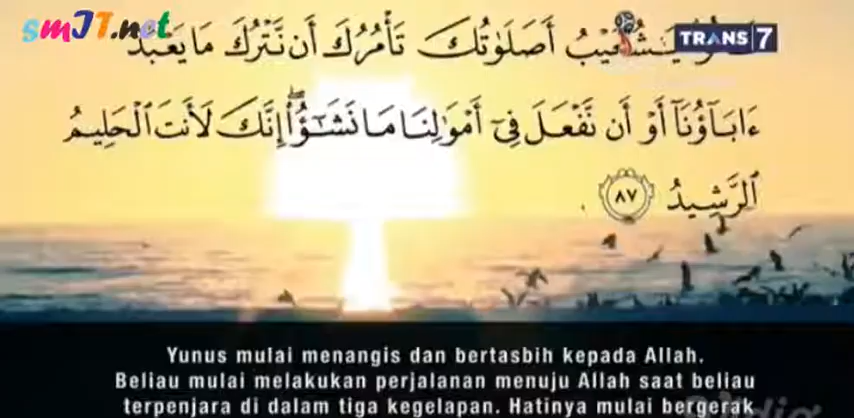 smIT.net
TRANS 7
يَـٰشُعَيْبُ أَصَلَوٰتُكَ تَأْمُرُكَ أَن نَّتْرُكَ مَا يَعْبُدُ
ءَابَآؤُنَآ أَوْ أَن نَّفْعَلَ فِىٓ أَمْوَٰلِنَا مَا نَشَـٰٓؤُا۟ ۖ إِنَّكَ لَأَنتَ ٱلْحَلِيمُ
ٱلرَّشِيدُ ٨٧
Yunus mulai menangis dan bertasbih kepada Allah.
Beliau mulai melakukan perjalanan menuju Allah saat beliau
terpenjara di dalam tiga kegelapan. Hatinya mulai bergerak